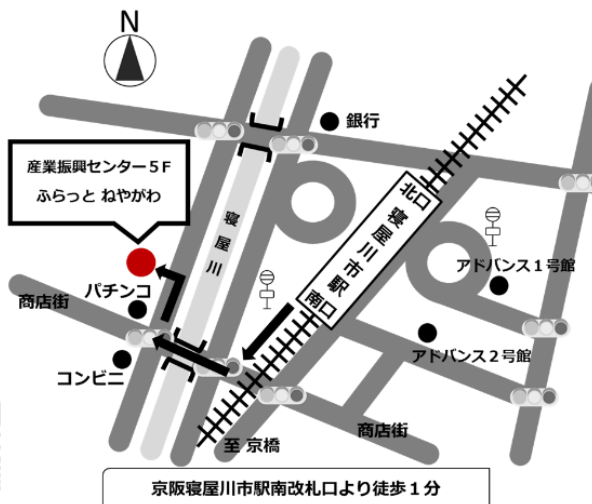 N
銀行
産業振興センター5F
ふらっと ねやがわ
北口
寝屋川市駅
南口
寝屋川
アドバンス1号館
商店街
パチンコ
アドバンス2号館
コンビニ
商店街
至 京橋
京阪寝屋川市駅南改札口より徒歩1分